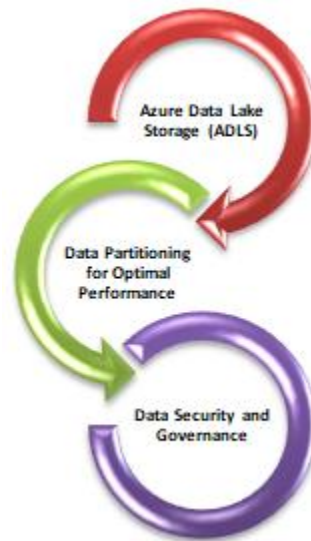 Azure Data Lake
Storage (ADLS)
Data Partitioning
for Optimal
Performance
Data Security and
Governance